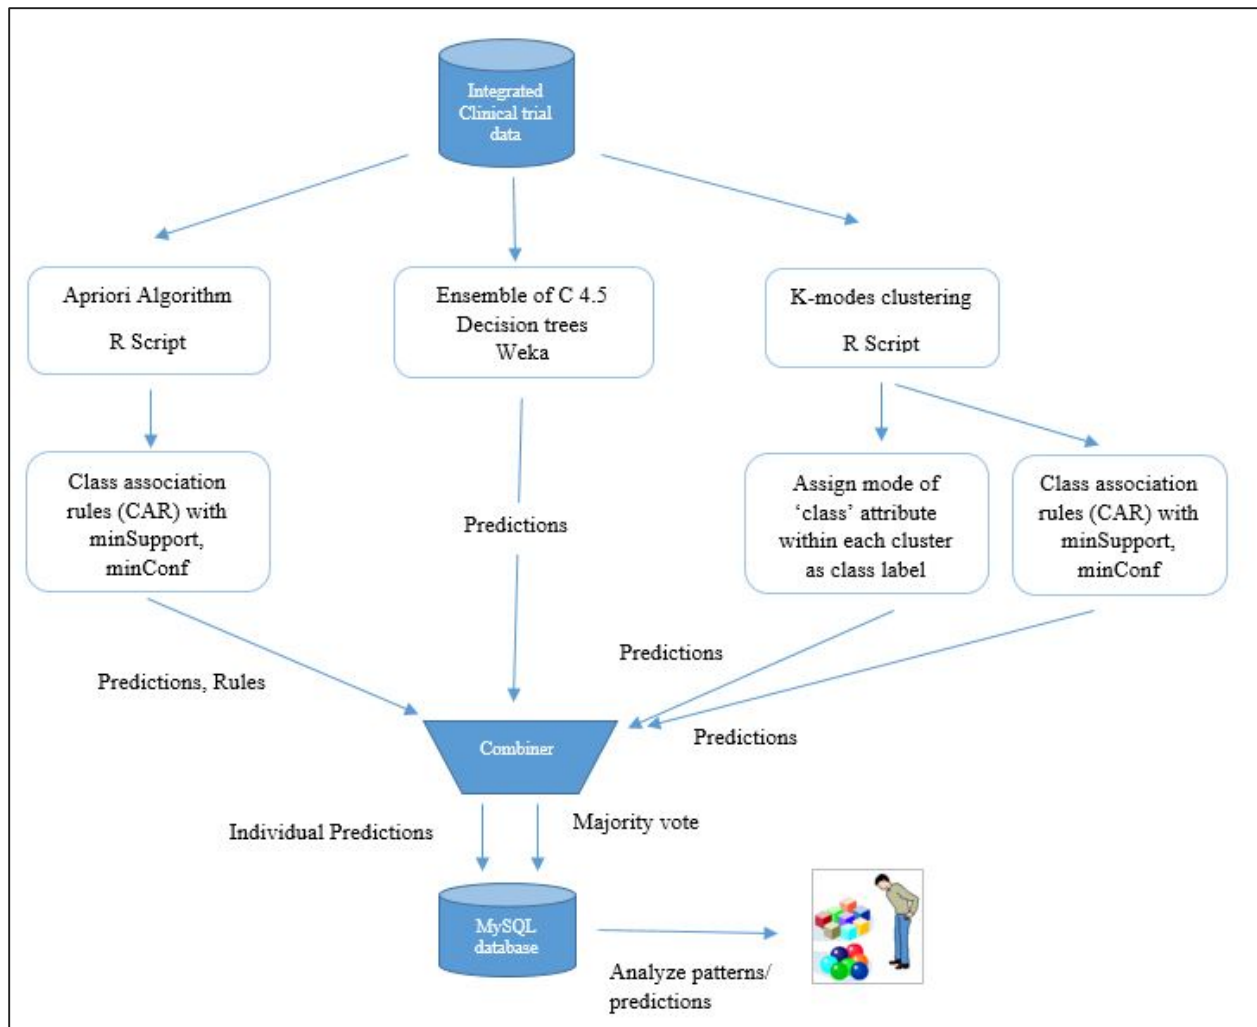 Integrated
Clinical trial
data
Apriori Algorithm
R Script
Ensemble of C 4.5
Decision trees
Weka
K-modes clustering
R Script
Class association
rules (CAR) with
minSupport,
minConf
Predictions
Assign mode of
‘class’ attribute
within each cluster
as class label
Class association
rules (CAR) with
minSupport,
minConf
Predictions, Rules
Predictions
Predictions
Combiner
Individual Predictions
Majority vote
MySQL
database
Analyze patterns/
predictions